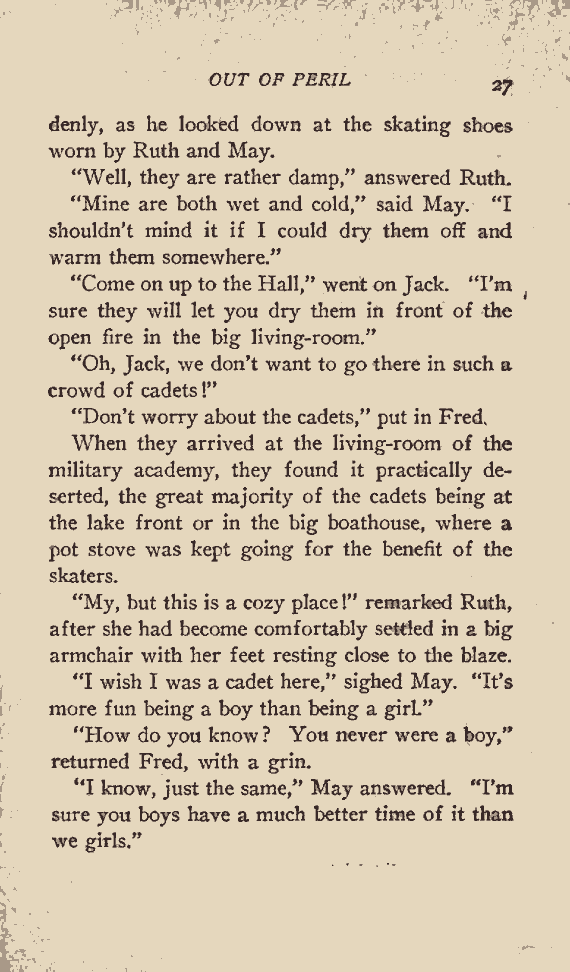 OUT OF PERIL 27
denly, as he looked down at the skating shoes
worn by Ruth and May.
“Well, they are rather damp,” answered Ruth.
“Mine are both wet and cold,” said May. “I
shouldn’t mind it if I could dry them off and
warm them somewhere.”
“Come on up to the Hall,” went on Jack. “I’m
sure they will let you dry them in front of the
open fire in the big living-room.”
“Oh, Jack, we don’t want to go there in such a
crowd of cadets!”
“Don’t worry about the cadets,” put in Fred.
When they arrived at the living-room of the
military academy, they found it practically de-
serted, the great majority of the cadets being at
the lake front or in the big boathouse, where a
pot stove was kept going for the benefit of the
skaters.
“My, but this is a cozy place!” remarked Ruth,
after she had become comfortably settled in a big
armchair with her feet resting close to the blaze.
“I wish I was a cadet here,” sighed May. “It’s
more fun being a boy than being a girl.”
“How do you know? You never were a boy,”
returned Fred, with a grin.
“I know, just the same,” May answered. “I’m
sure you boys have a much better time of it than
we girls.”